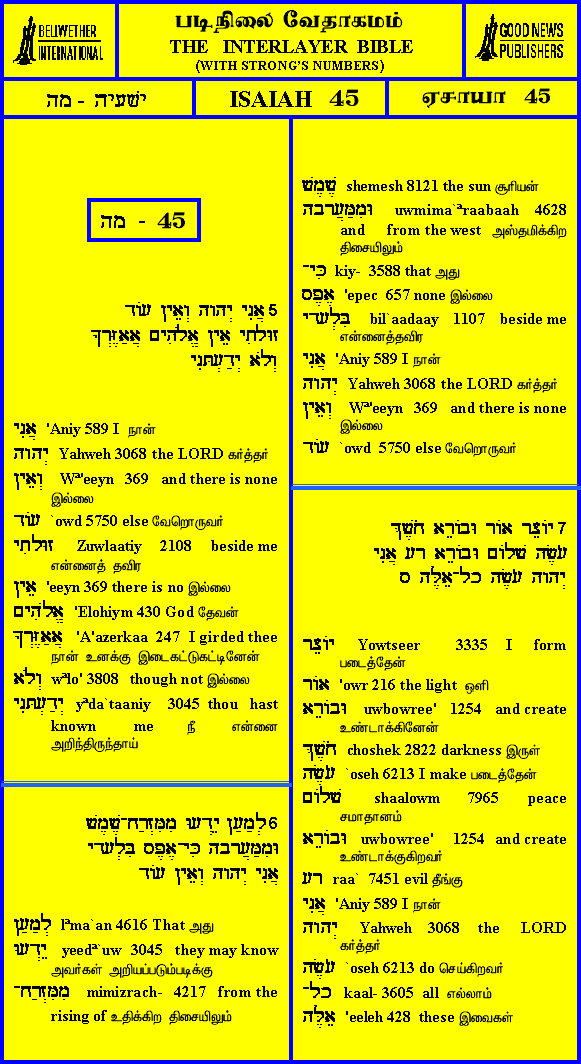 BELLWETHER
INTERNATIONAL
படிநிலை வேதாகமம்
THE INTERLAYER BIBLE
(WITH STRONG'S NUMBERS)
GOOD NEWS
PUBLISHERS
ישעיה - מה
ISAIAH 45
ஏசாயா 45
מה - 45
5 אֲנִי יְהוָה וְאֵין עוֹד
זוּלָתִי אֵין אֱלֹהִים אֲאַזֶּרְךָ
וְלֹא יְדַעְתָּנִי
אֲנִי 'Aniy 589 I நான்
יְהוָה Yahweh 3068 the LORD கர்த்தர்
וְאֵין Wª'eeyn 369 and there is none
இல்லை
עוֹד `owd 5750 else வேறொருவர்
זוּלָתִי Zuwlaatiy 2108 beside me
என்னைத் தவிர
אֵין 'eeyn 369 there is no இல்லை
אֱלֹהִים 'Elohiym 430 God தேவன்
אֲאַזֶּרְךָ 'A'azerkaa 247 I girded thee
நான் உனக்கு இடைகட்டுகட்டினேன்
וְלֹא wªlo' 3808 though not இல்லை
יְדַעְתָּנִי yªda`taaniy 3045 thou hast
known me நீ என்னை
அறிந்திருந்தாய்
6 לְמַעַן יֵדְעוּ מִמִּזְרַח־שֶׁמֶשׁ
וּמִמַּעֲרָבָה כִּי־אֶפֶס בִּלְעָדָי
אֲנִי יְהוָה וְאֵין עוֹד
לְמַעַן lªma`an 4616 That அது
יֵדְעוּ yeedª`uw 3045 they may know
அவர்கள் அறியப்படும்படிக்கு
מִמִּזְרַח־ mimizrach- 4217 from the
rising of உதிக்கிற திசையிலும்
שֶׁמֶשׁ shemesh 8121 the sun சூரியன்
וּמִמַּעֲרָבָה uwmima`ªraabaah 4628
and from the west அஸ்தமிக்கிற
திசையிலும்
כִּי־ kiy- 3588 that அது
אֶפֶס 'epec 657 none இல்லை
בִּלְעָדָי bil`aadaay 1107 beside me
என்னைத்தவிர
אֲנִי 'Aniy 589 I நான்
יְהוָה Yahweh 3068 the LORD கர்த்தர்
וְאֵין Wª'eeyn 369 and there is none
இல்லை
עוֹד `owd 5750 else வேறொருவர்
7 יוֹצֵר אוֹר וּבוֹרֵא חֹשֶׁךְ
עֹשֶׂה שָׁלוֹם וּבוֹרֵא רָע אֲנִי
יְהוָה עֹשֶׂה כָל־אֵלֶּה ס
יוֹצֵר Yowtseer 3335 I form
படைத்தேன்
אוֹר 'owr 216 the light ஒளி
וּבוֹרֵא uwbowree' 1254 and create
உண்டாக்கினேன்
חֹשֶׁךְ choshek 2822 darkness இருள்
עֹשֶׂה `oseh 6213 I make படைத்தேன்
שָׁלוֹם shaalowm 7965 peace
சமாதானம்
וּבוֹרֵא uwbowree' 1254 and create
உண்டாக்குகிறவர்
רָע raa` 7451 evil தீங்கு
אֲנִי 'Aniy 589 I நான்
יְהוָה Yahweh 3068 the LORD
கர்த்தர்
עֹשֶׂה `oseh 6213 do செய்கிறவர்
כָל־ kaal- 3605 all எல்லாம்
אֵלֶּה 'eeleh 428 these இவைகள்